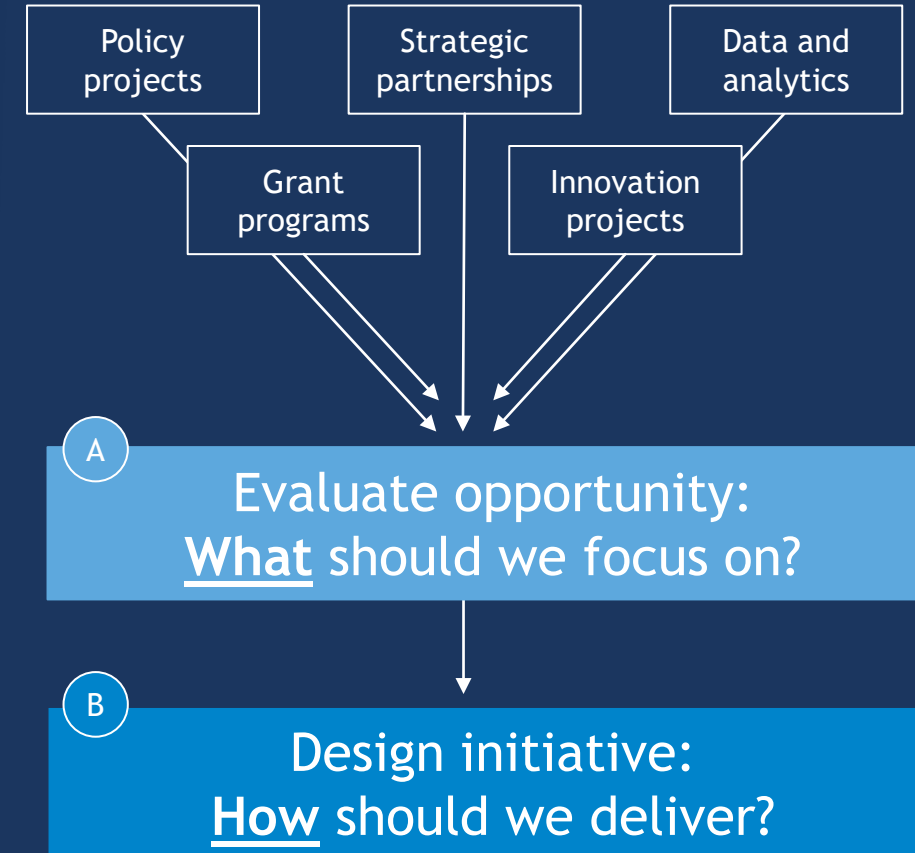 Policy
projects
Strategic
partnerships
Data and
analytics
Grant
programs
Innovation
projects
A
Evaluate opportunity:
What should we focus on?
B
Design initiative:
How should we deliver?